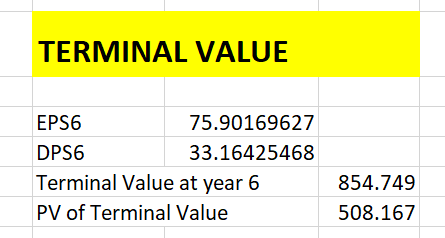 TERMINAL VALUE
EPS6 75.90169627
DPS6 33.16425468
Terminal Value at year 6 854.749
PV of Terminal Value 508.167